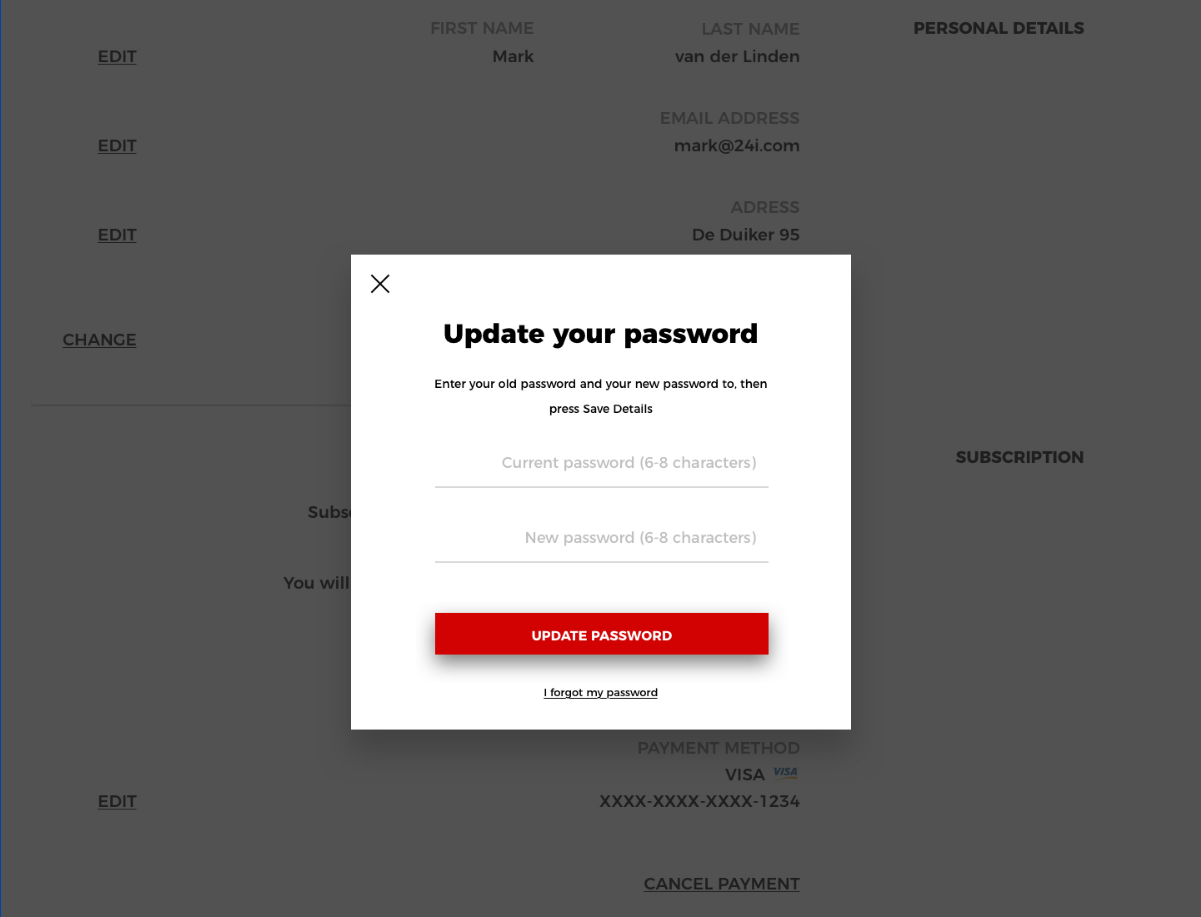 PERSONAL DETAILS
FIRST NAME
LAST NAME
Mark
van der Linden
EDIT
EMAIL ADDRESS
mark@24i.com
EDIT
ADRESS
De Duiker 95
EDIT
CHANGE
Update your password
Enter your old password and your new password to, then
press Save Details
Current password (6-8 characters)
New password (6-8 characters)
UPDATE PASSWORD
I forgot my password
SUBSCRIPTION
You will
PAYMENT METHOD
VISA VISA
XXXX-XXXX-XXXX-1234
EDIT
CANCEL PAYMENT